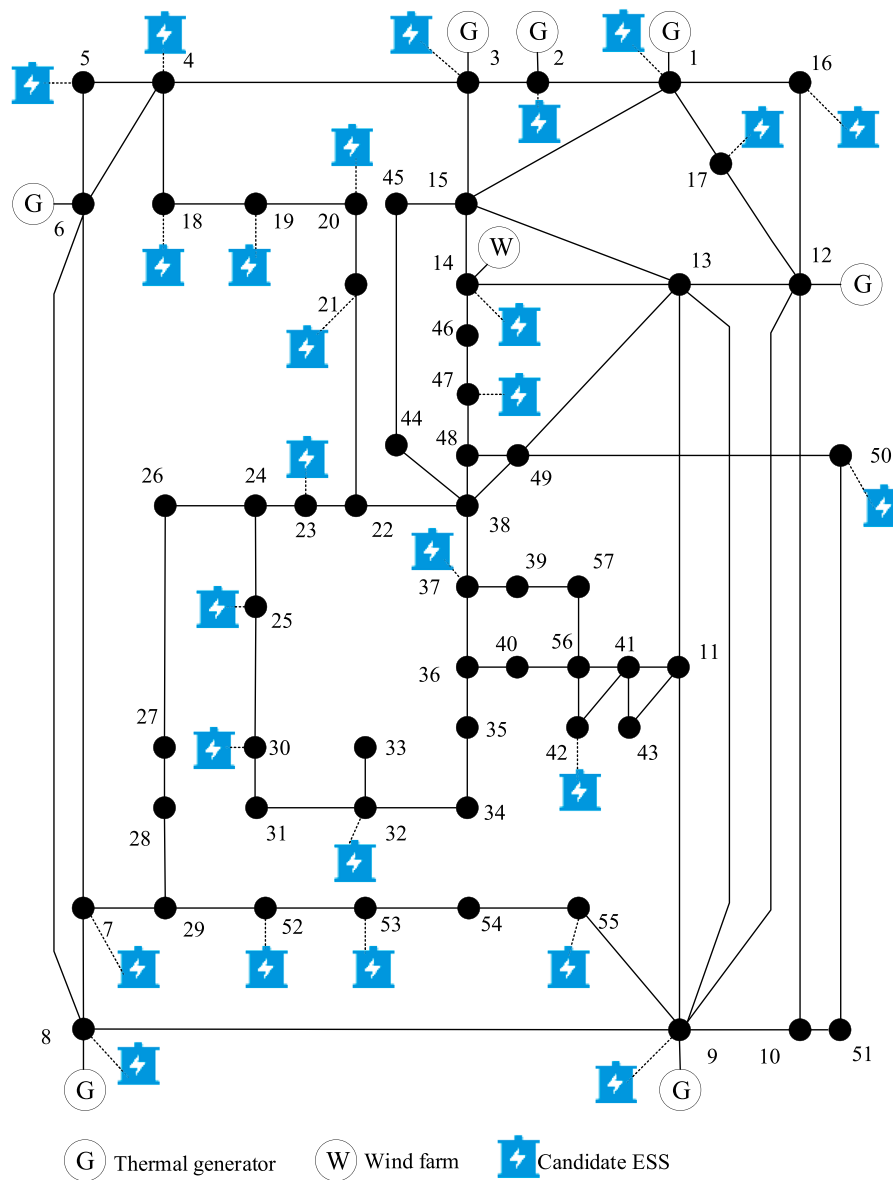 G G G
5 4 3 2 1 16
17
45 15
G 6 18 19 20
W
14 13 12 G
21
46
47
44 48
49 50
26 24
23 22 38
39 57
37
25
40 56 41 11
36
27 35
30 33 42 43
28 31 32 34
7 29 52 53 54 55
8 9 10 51
G G
G Thermal generator W Wind farm Candidate ESS